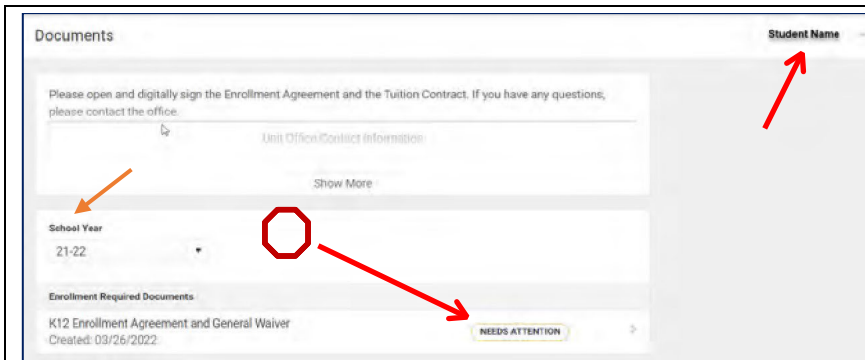 Documents
Student Name
Please open and digitally sign the Enrollment Agreement and the Tuition Contract. If you have any questions,
please contact the office.
Unit Office Contact Information
Show More
School Year
21-22
Enrollment Required Documents
K12 Enrollment Agreement and General Waiver
NEEDS ATTENTION
Created: 03/26/2022